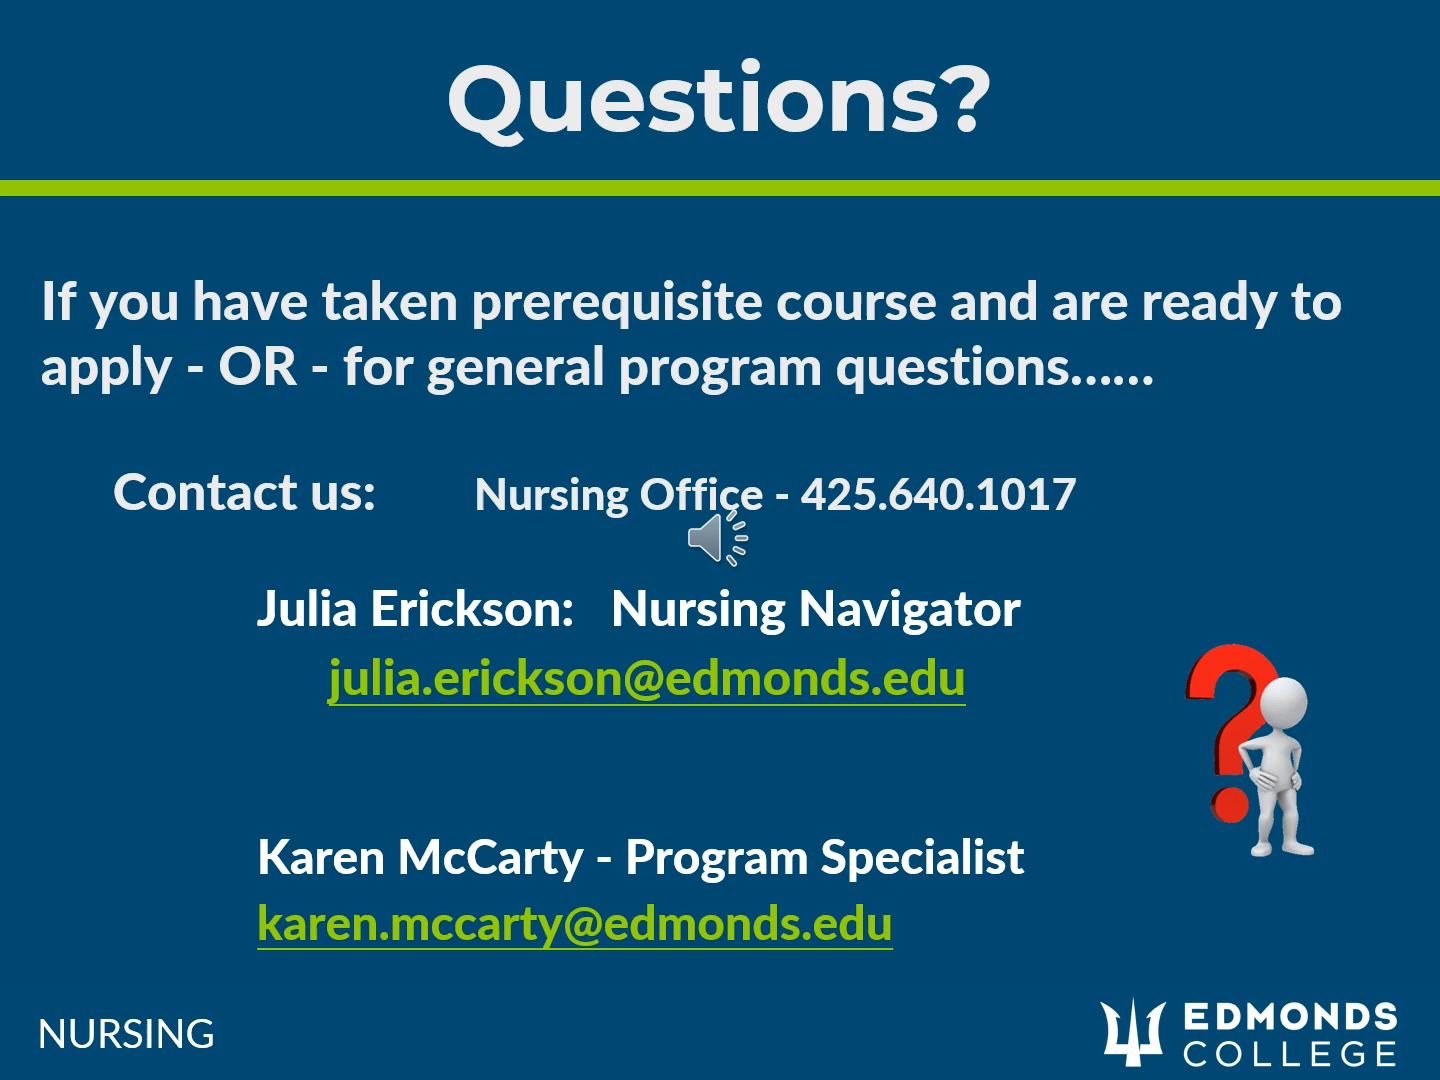 Questions?
If you have taken prerequisite course and are ready to
apply - OR - for general program questions......
Contact us: Nursing Office - 425.640.1017
Julia Erickson: Nursing Navigator
julia.erickson@edmonds.edu
Karen McCarty - Program Specialist
karen.mccarty@edmonds.edu
NURSING
EDMONDS
COLLEGE